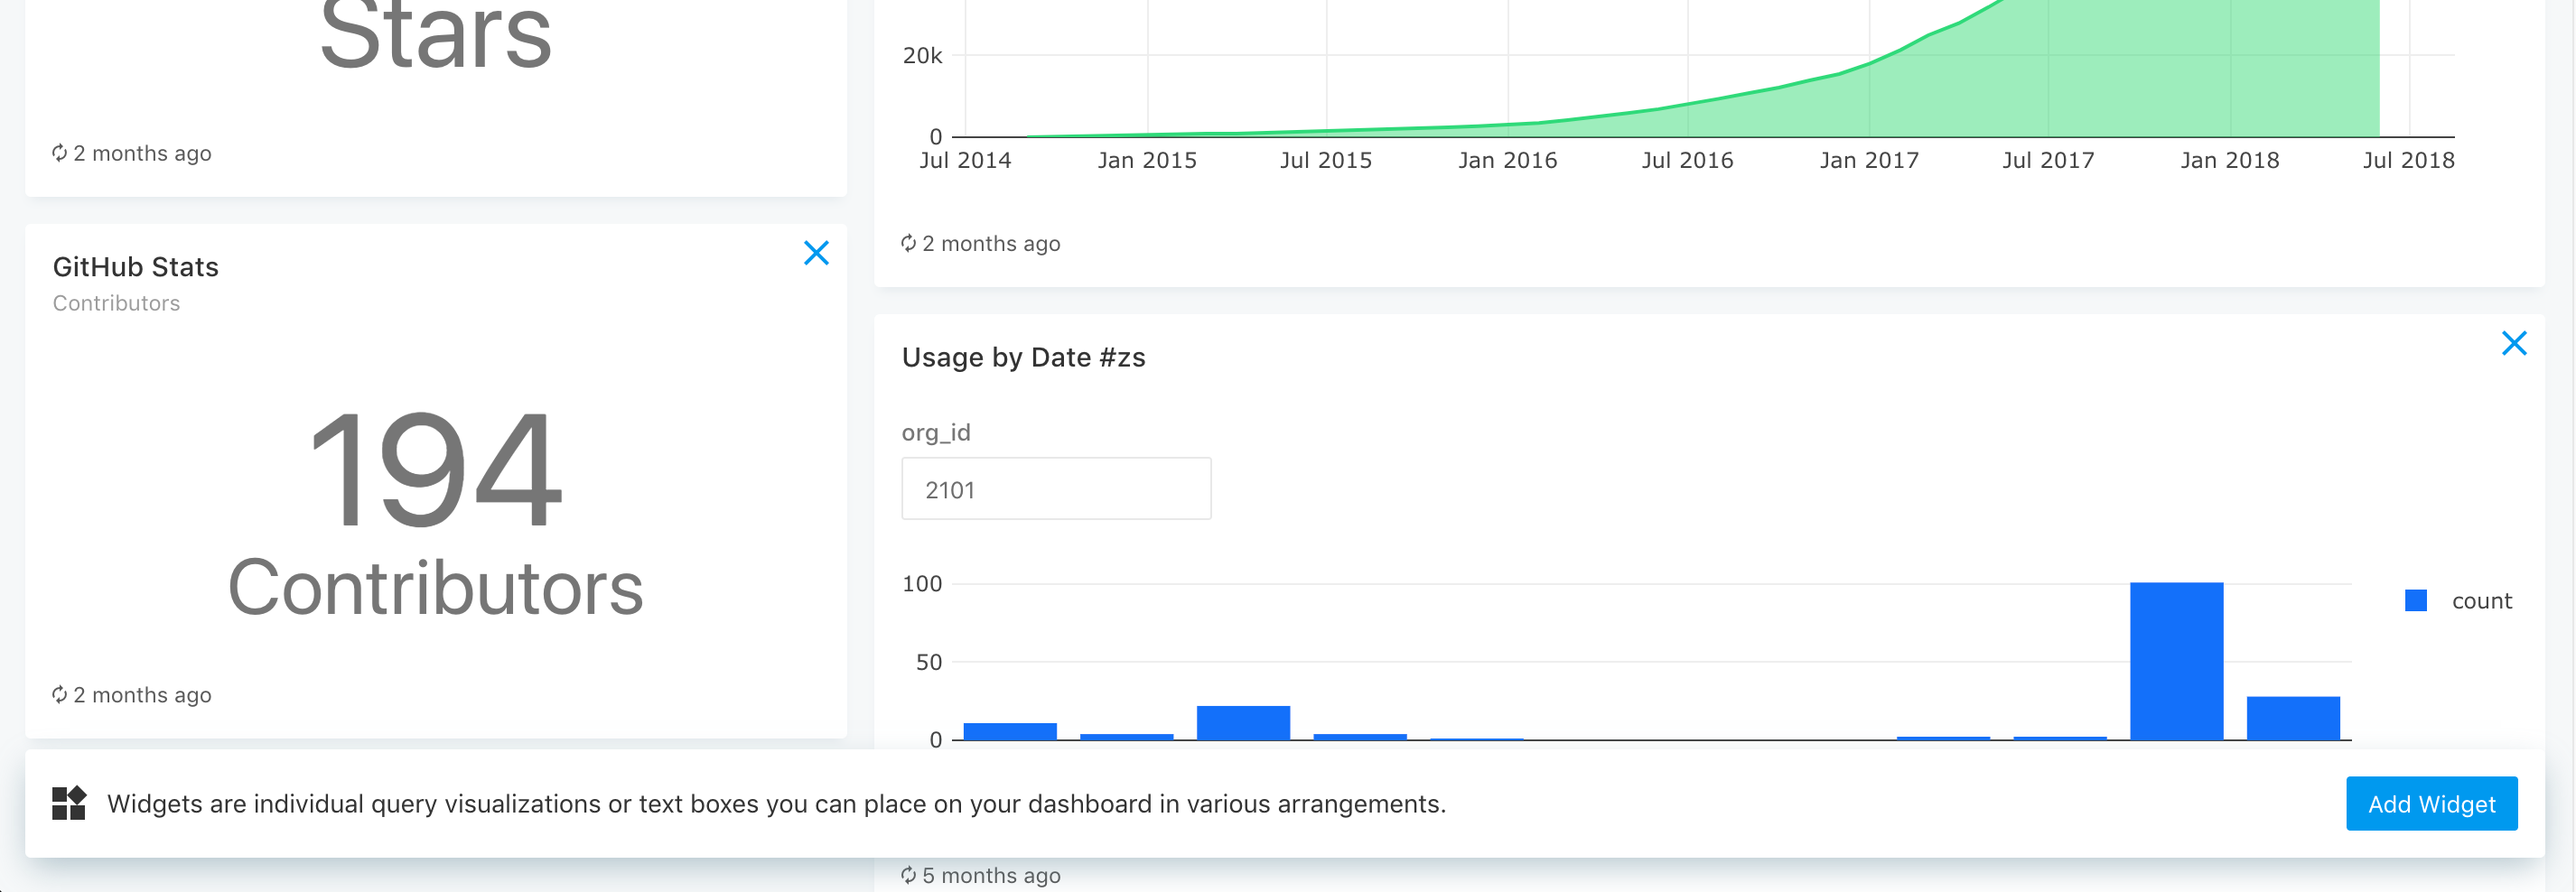 Stars
2 months ago
GitHub Stats
Contributors
194
Contributors
2 months ago
20k
0
Jul 2014 Jan 2015 Jul 2015 Jan 2016 Jul 2016 Jan 2017 Jul 2017 Jan 2018 Jul 2018
2 months ago
Usage by Date #zs
org_id
2101
100
50
0
count
Widgets are individual query visualizations or text boxes you can place on your dashboard in various arrangements.
Add Widget
5 months ago